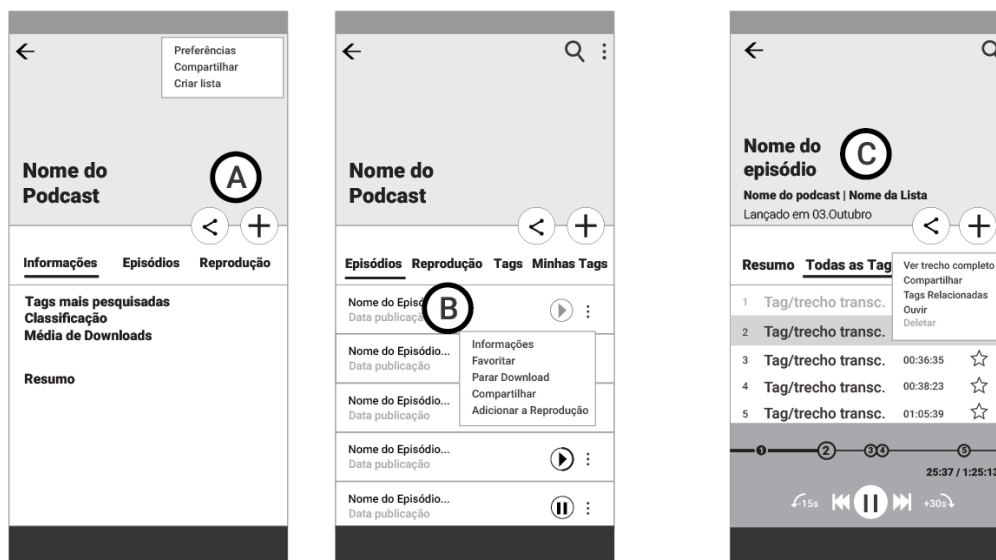 Preferências
Compartilhar
Criar lista
Nome do
Podcast
A
Informações Episódios Reprodução
Tags mais pesquisadas
Classificação
Média de Downloads
Resumo
Nome do
Podcast
Episódios Reprodução Tags Minhas Tags
Nome do Episó
B
Data publicaçã
Informações
Favoritar
Parar Download
Compartilhar
Adicionar a Reprodução
Nome do Episódio...
Data publicação
Nome do Episódio...
Data publicação
Nome do Episódio...
Data publicação
Nome do Episódio...
Data publicação
Nome do
episódio
C
Nome do podcast | Nome da Lista
Lançado em 03.Outubro
Resumo Todas as Tag
Ver trecho completo
Compartilhar
Tags Relacionadas
Ouvir
Deletar
1 Tag/trecho transc.
2 Tag/trecho transc.
3 Tag/trecho transc. 00:36:35
4 Tag/trecho transc. 00:38:23
5 Tag/trecho transc. 01:05:39
1 2 3 4 5
25:37 / 1:25:13
-15s +30s